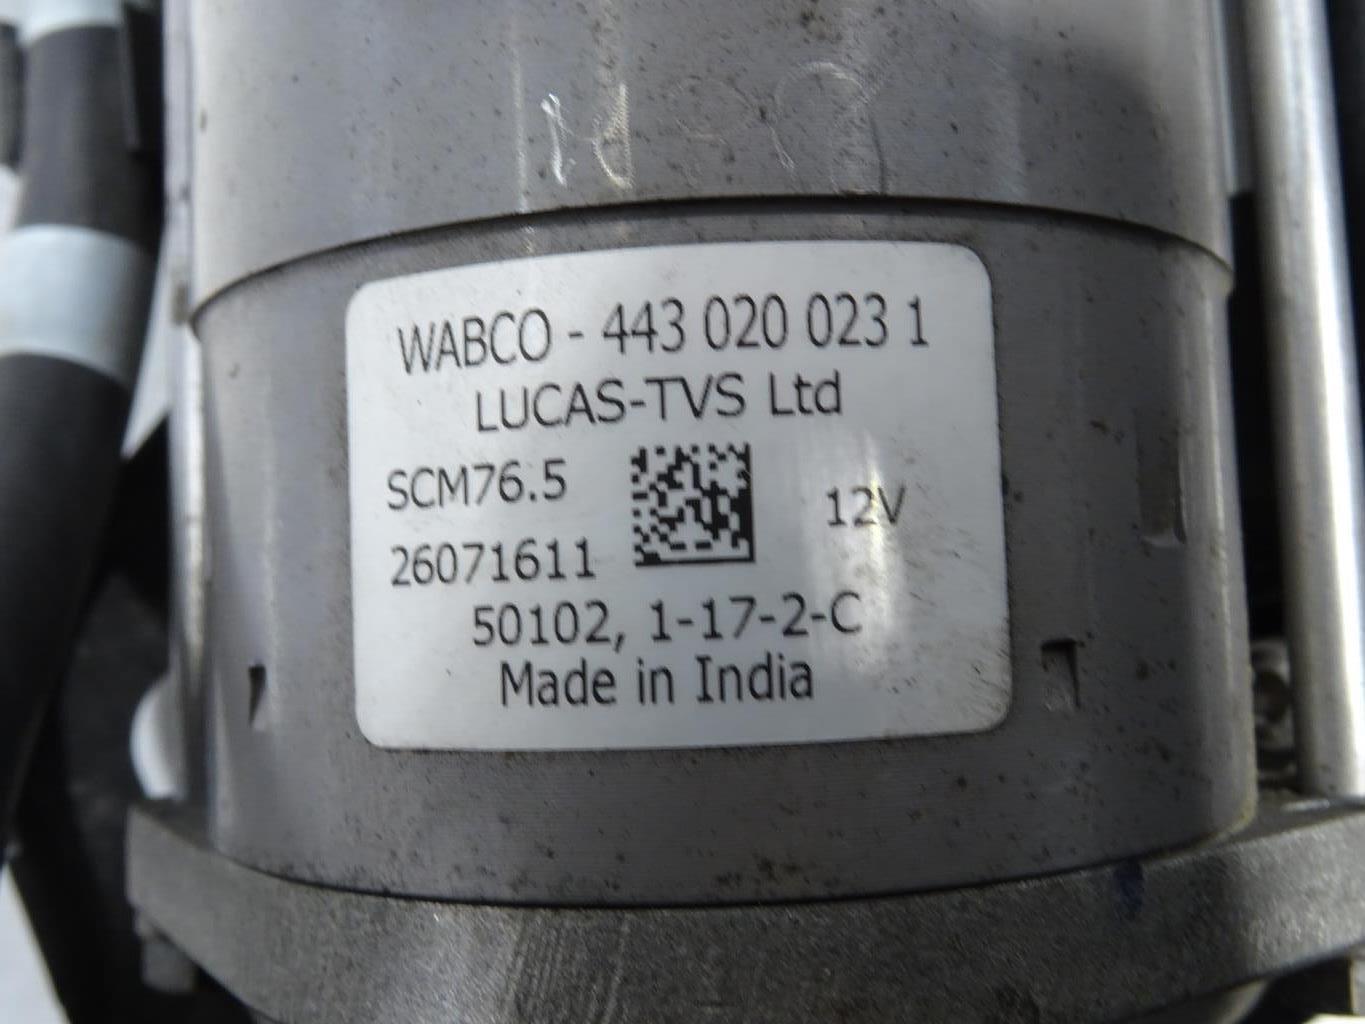 WABCO - 443 020 023 1
LUCAS-TVS Ltd
SCM76.5
12V
26071611
50102, 1-17-2-C
Made in India